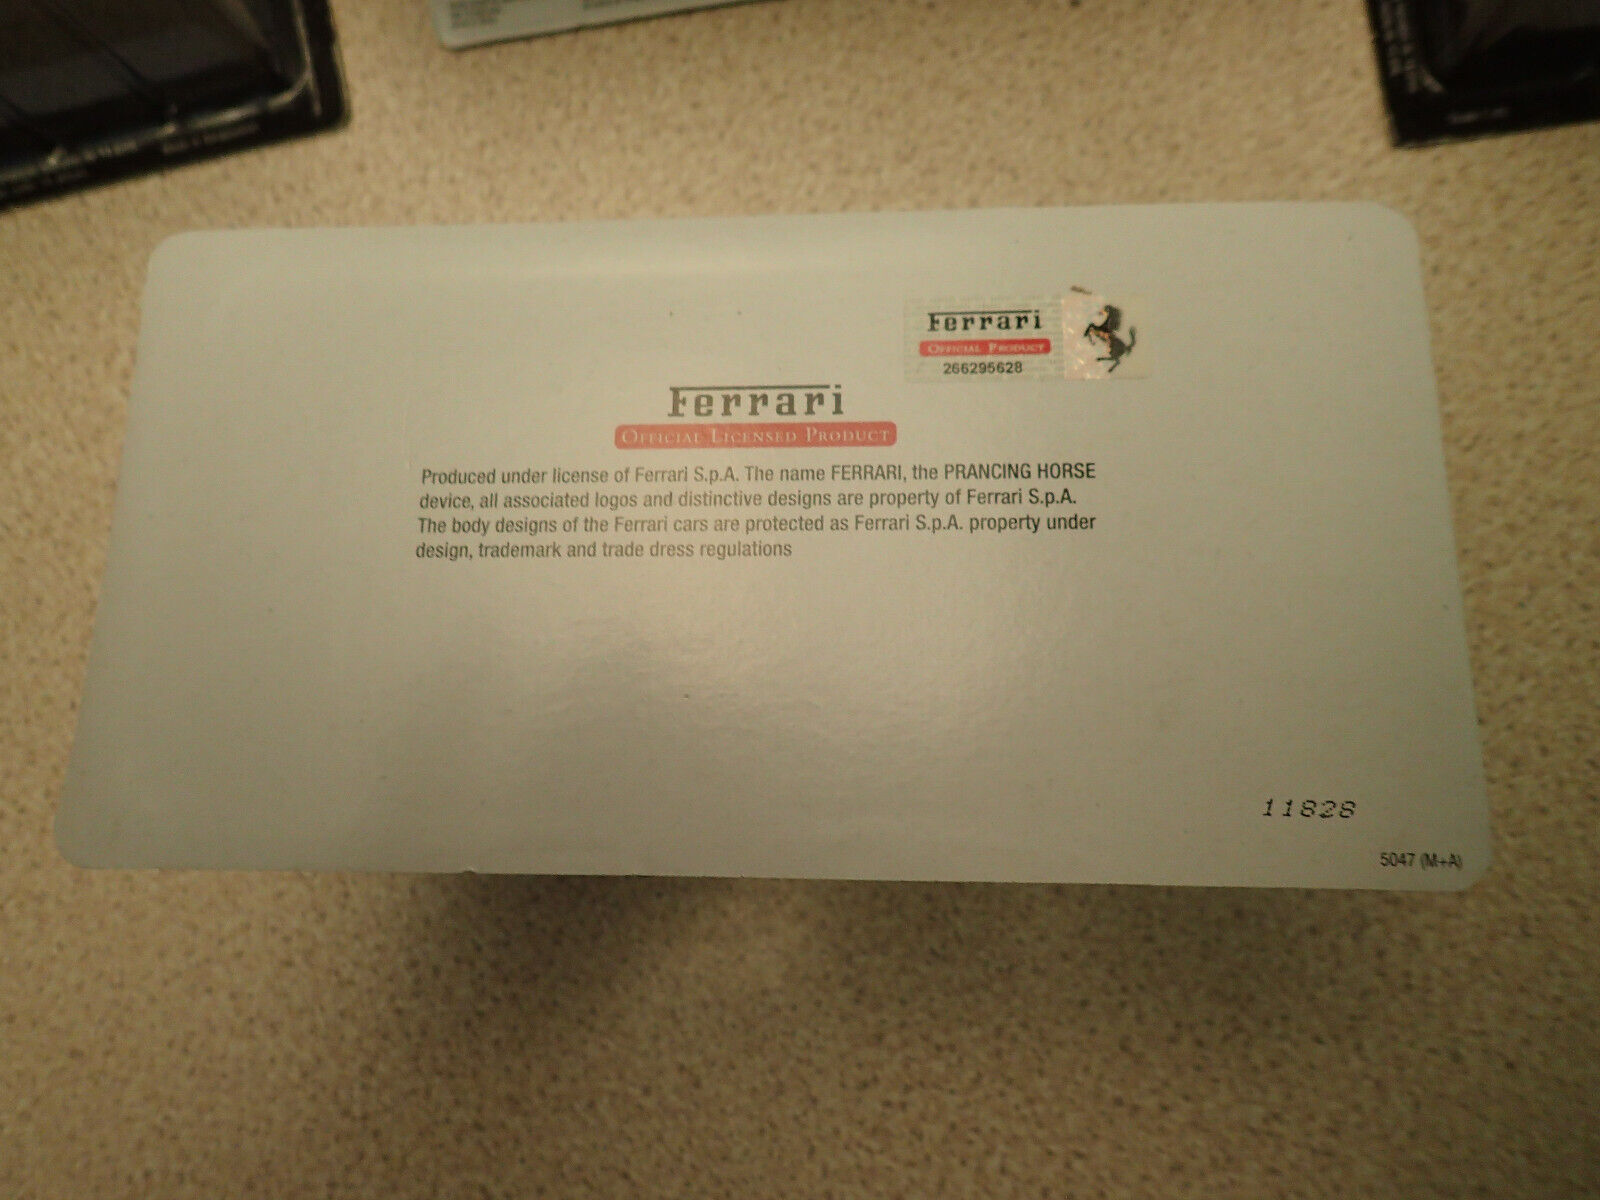 Ferrari
OFFICIAL PRODUCT
266295628
Ferrari
OFFICIAL LICENSED PRODUCT
Produced under license of Ferrari S.p.A. The name FERRARI, the PRANCING HORSE
device, all associated logos and distinctive designs are property of Ferrari S.p.A.
The body designs of the Ferrari cars are protected as Ferrari S.p.A. property under
design, trademark and trade dress regulations
11828
5047 (M+A)